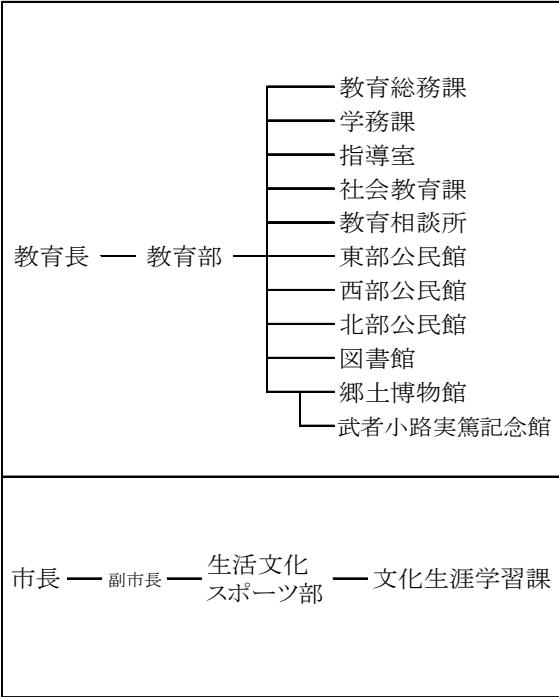 教育総務課
学務課
指導室
社会教育課
教育相談所
教育長
教育部
東部公民館
西部公民館
北部公民館
図書館
郷土博物館
武者小路実篤記念館
市長
副市長
生活文化
スポーツ部
文化生涯学習課